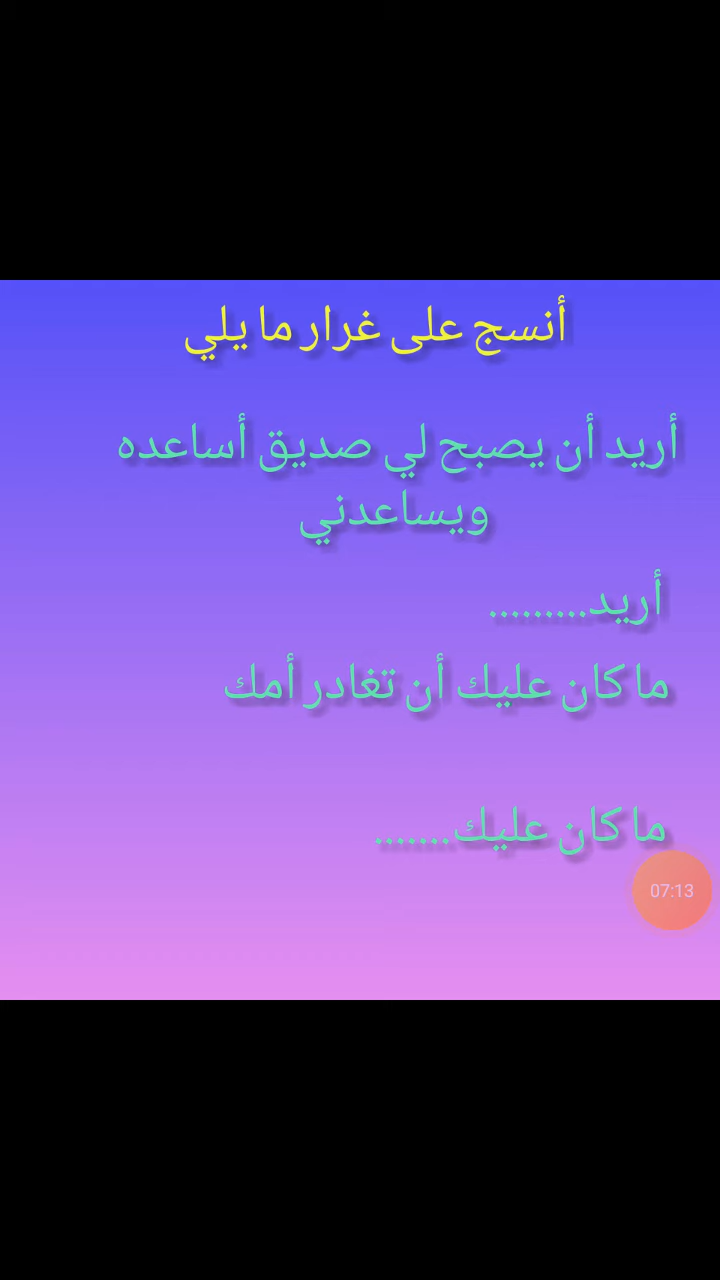 أنسج على غرار ما يلي
أريد أن يصبح لي صديق أساعده
ويساعدني
أريد.........
ما كان عليك أن تغادر أمك
ما كان عليك.......
07:13